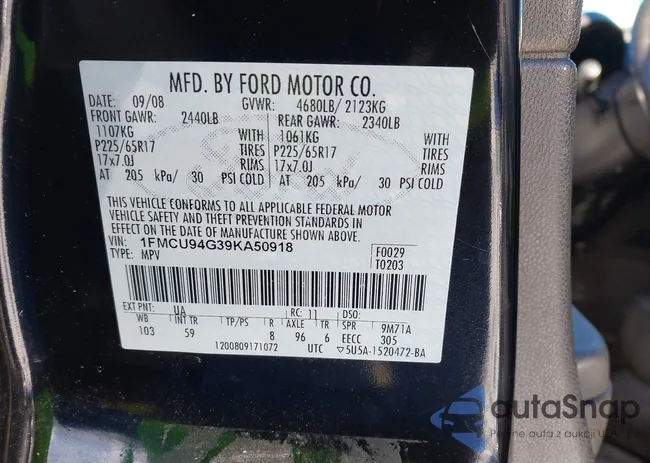 MFD. BY FORD MOTOR CO.
DATE: 09/08 GVWR: 4680LB/ 2123KG
FRONT GAWR: 2440LB REAR GAWR: 2340LB
1107KG WITH 1061KG WITH
P225/65R17 TIRES P225/65R17 TIRES
17x7.0J RIMS 17x7.0J RIMS
AT 205 kPa/ 30 PSI COLD AT 205 kPa/ 30 PSI COLD
THIS VEHICLE CONFORMS TO ALL APPLICABLE FEDERAL MOTOR
VEHICLE SAFETY AND THEFT PREVENTION STANDARDS IN
EFFECT ON THE DATE OF MANUFACTURE SHOWN ABOVE.
VIN: 1FMCU94G39KA50918 F0029
TYPE: MPV T0203
EXT PNT: UA RC: 11 DSO:
WB INT TR TP/PS R AXLE TR SPR 9M71A
103 59 8 96 6 EECC 305
1200809171072 UTC ▽5U5A-1520472-BA
autoSnap